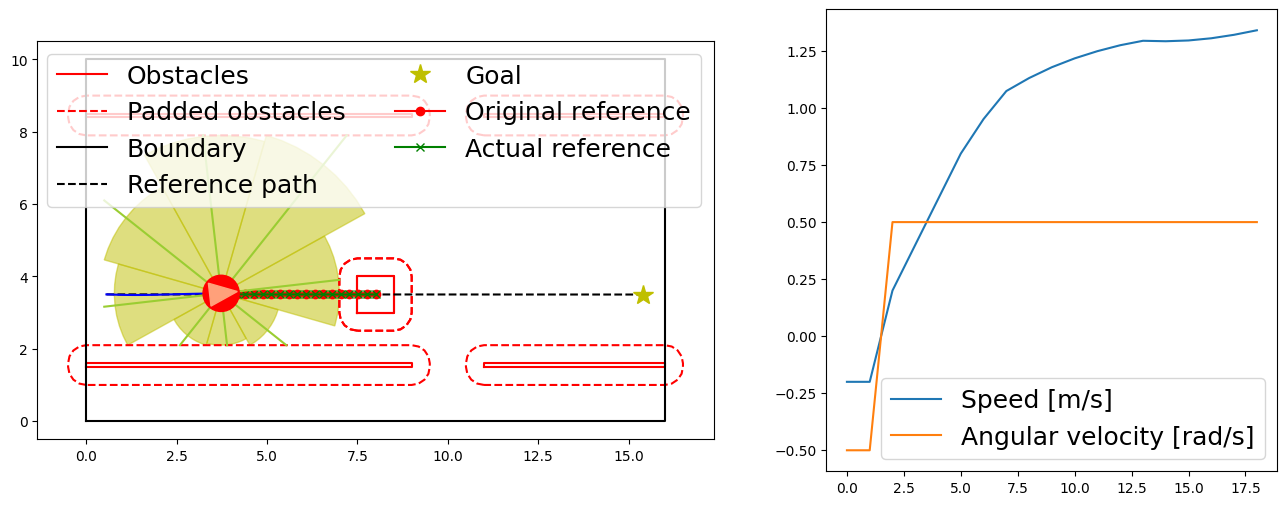 10
8
6
4
2
0
0.0 2.5 5.0 7.5 10.0 12.5 15.0
Obstacles
Padded obstacles
Boundary
Reference path
Goal
Original reference
Actual reference
1.25
1.00
0.75
0.50
0.25
0.00
−0.25
−0.50
0.0 2.5 5.0 7.5 10.0 12.5 15.0 17.5
Speed [m/s]
Angular velocity [rad/s]